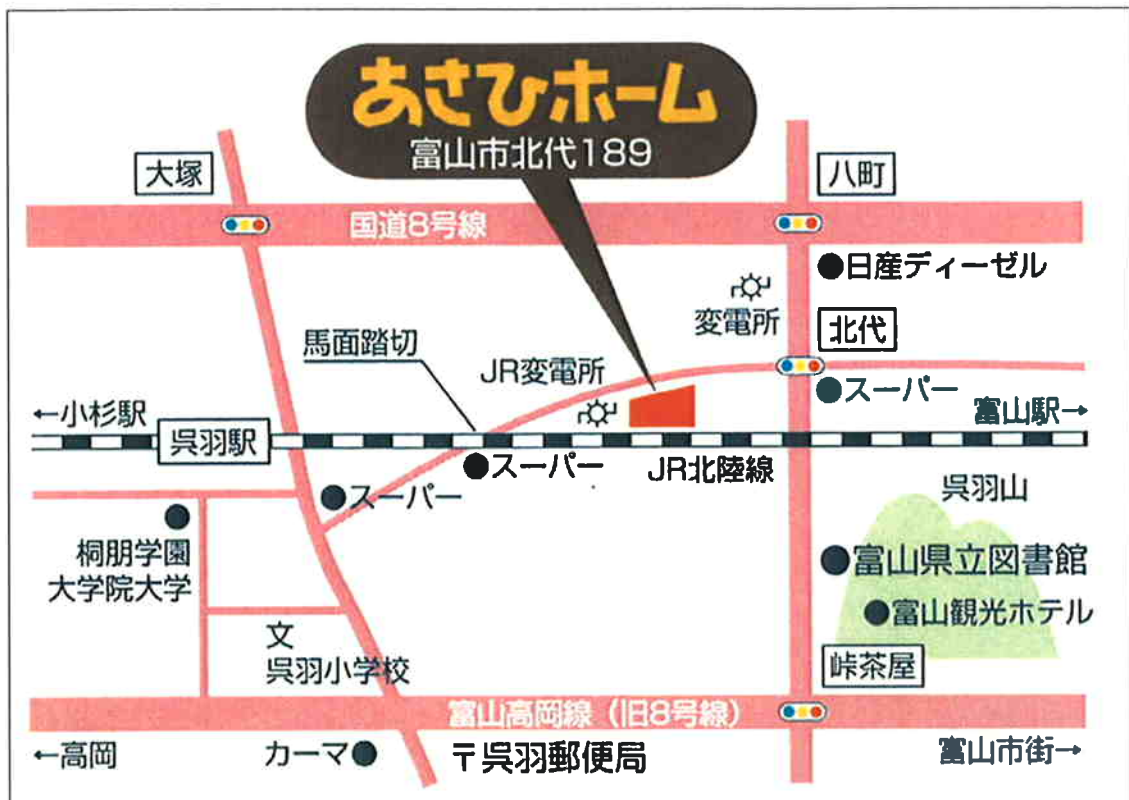 あさひホーム
富山市北代189
大塚
八町
国道8号線
●日産ディーゼル
変電所
北代
馬面踏切
JR変電所
●スーパー
←小杉駅
富山駅→
呉羽駅
●スーパー
JR北陸線
●スーパー
呉羽山
桐朋学園
大学院大学
●富山県立図書館
●富山観光ホテル
文
呉羽小学校
峠茶屋
富山高岡線（旧8号線）
←高岡
カーマ●
〒呉羽郵便局
富山市街→